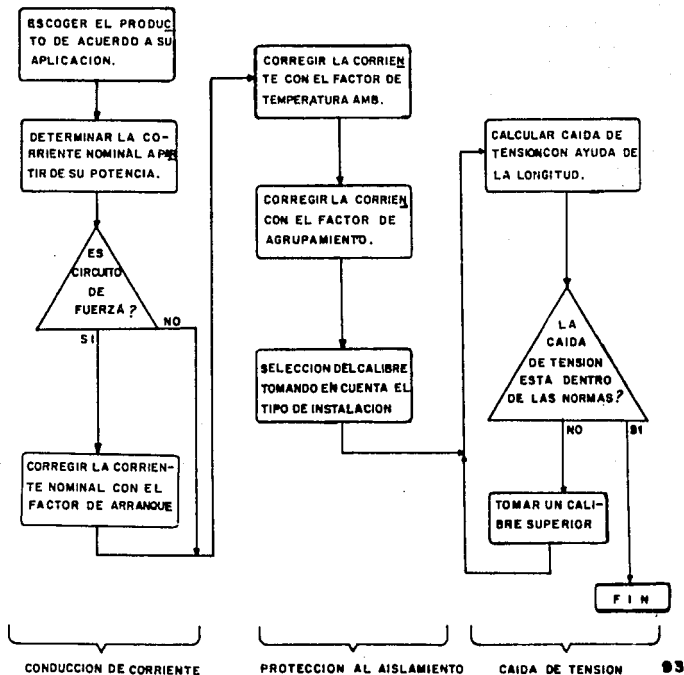 ESCOGER EL PRODUC
TO DE ACUERDO A SU
APLICACION.
DETERMINAR LA CO-
RRIENTE NOMINAL A PAR
TIR DE SU POTENCIA.
ES
CIRCUITO
DE
FUERZA?
NO
SI
CORREGIR LA CORRIEN-
TE NOMINAL CON EL
FACTOR DE ARRANQUE
CONDUCCION DE CORRIENTE
CORREGIR LA CORRIEN
TE CON EL FACTOR DE
TEMPERATURA AMB.
CORREGIR LA CORRIEN
CON EL FACTOR DE
AGRUPAMIENTO.
SELECCION DEL CALIBRE
TOMANDO EN CUENTA EL
TIPO DE INSTALACION
PROTECCION AL AISLAMIENTO
CALCULAR CAIDA DE
TENSION CON AYUDA DE
LA LONGITUD.
LA
CAIDA
DE TENSION
ESTÁ DENTRO
DE LAS NORMAS?
NO
SI
TOMAR UN CALI-
BRE SUPERIOR
FIN
CAIDA DE TENSION
93